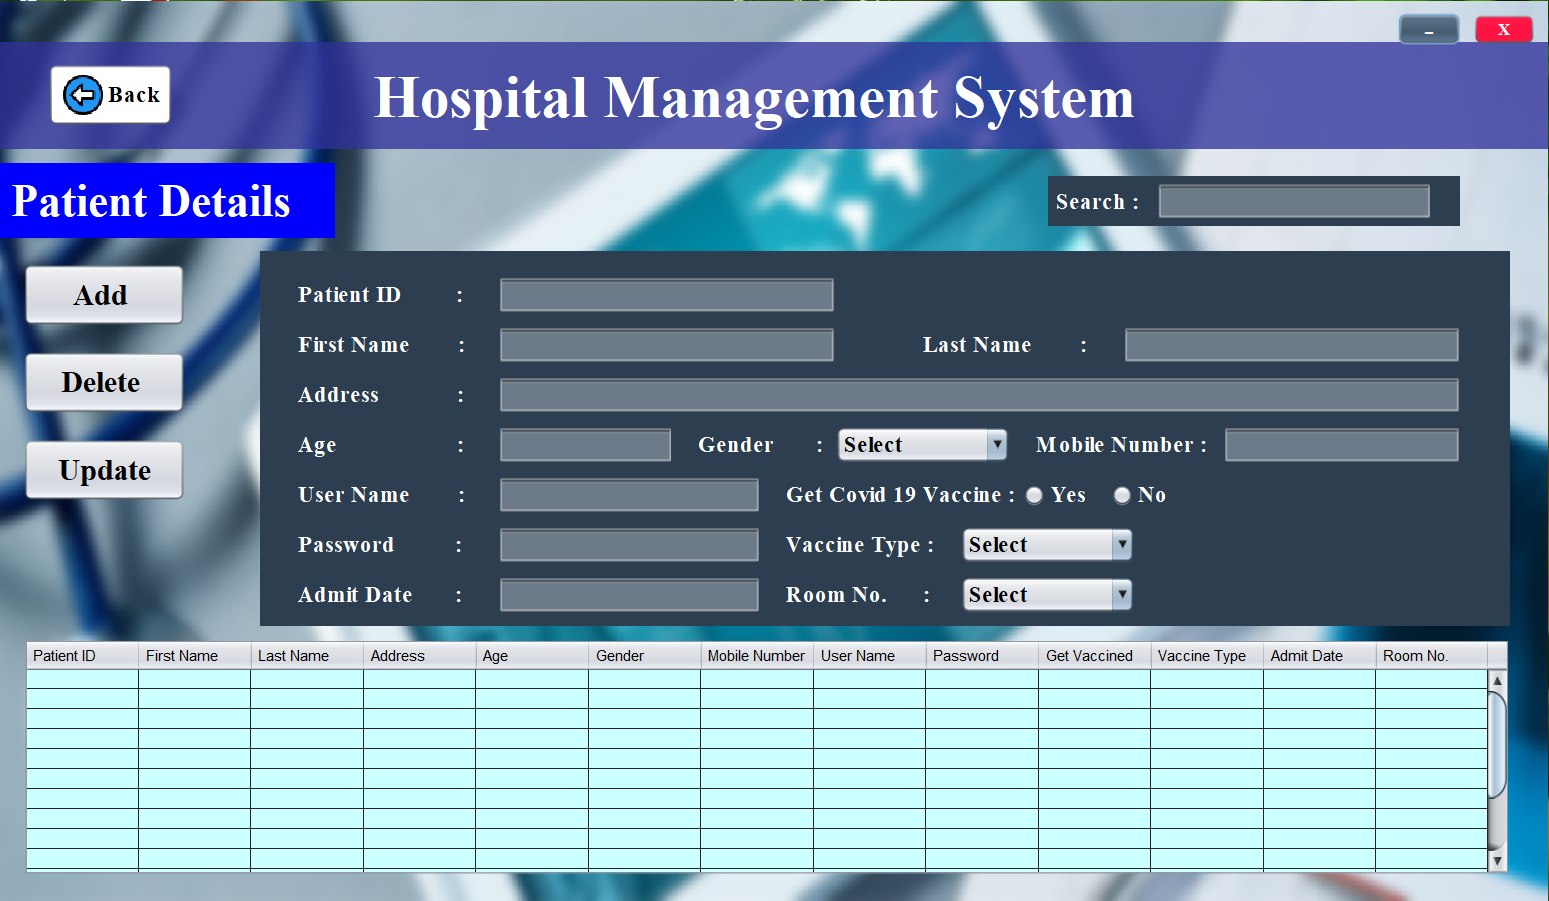 -
X
Back
Hospital Management System
Patient Details
Search :
Add
Delete
Update
Patient ID :
First Name : Last Name :
Address :
Age : Gender : Select Mobile Number :
User Name : Get Covid 19 Vaccine : Yes No
Password : Vaccine Type : Select
Admit Date : Room No. : Select
Patient ID First Name Last Name Address Age Gender Mobile Number User Name Password Get Vaccined Vaccine Type Admit Date Room No.